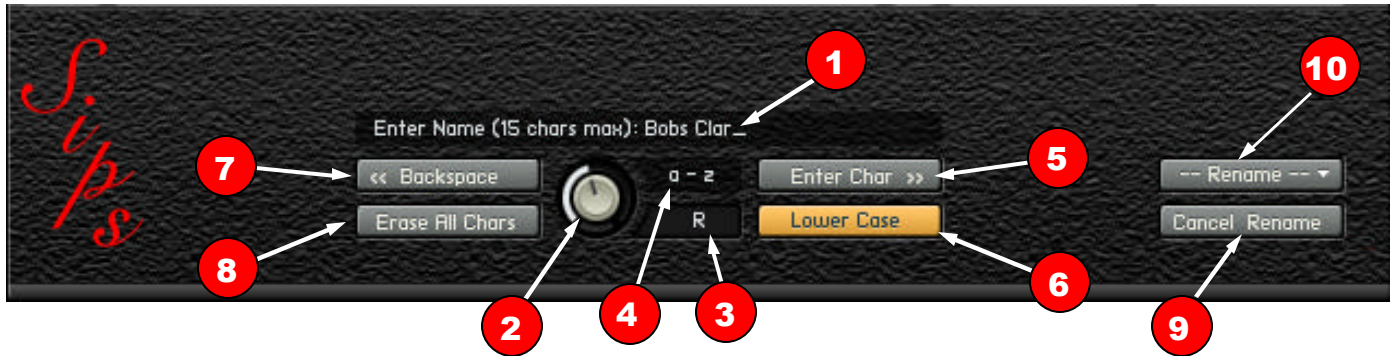 Sips
1
10
Enter Name (15 chars max): Bobs Clar_
7
<< Backspace
a - z
Enter Char >>
5
-- Rename --
Erase All Chars
R
Lower Case
Cancel Rename
8
6
2
4
3
9